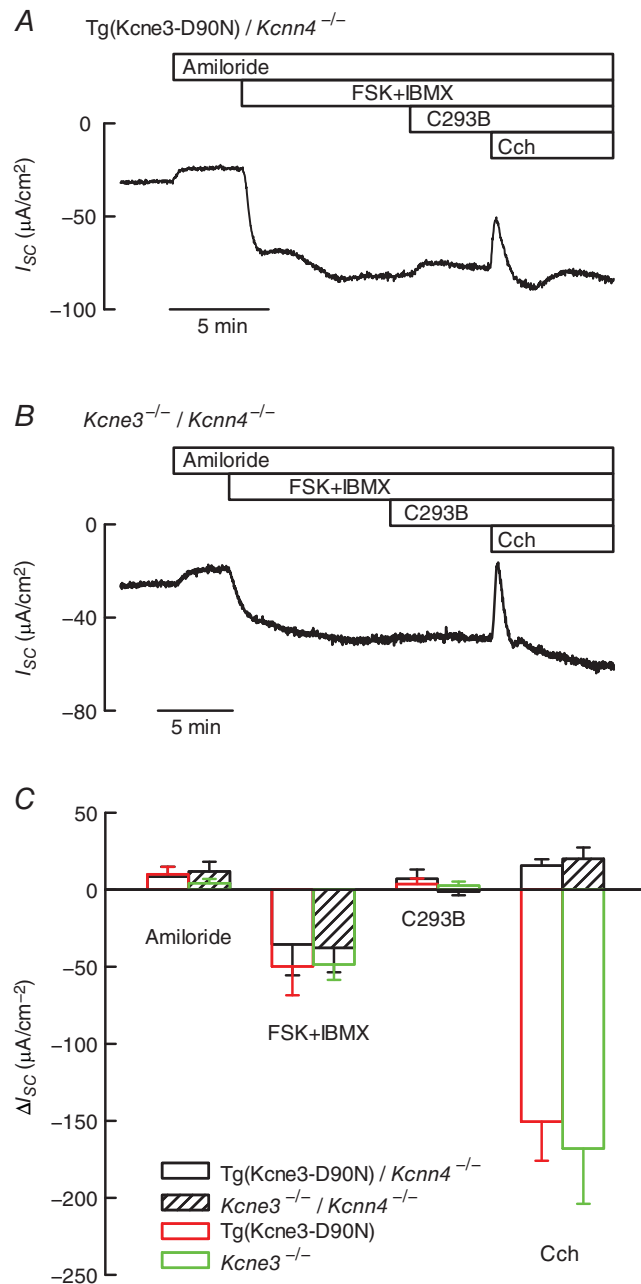 A
Tg(Kcne3-D90N) / Kcnn4 −/−
Amiloride
FSK+IBMX
C293B
Cch
0
−50
−100
ISC (µA/cm2)
5 min
B
Kcne3 −/− / Kcnn4 −/−
Amiloride
FSK+IBMX
C293B
Cch
0
−40
−80
ISC (µA/cm2)
5 min
C
50
0
−50
−100
−150
−200
−250
ΔISC (µA/cm−2)
Amiloride
FSK+IBMX
C293B
Cch
Tg(Kcne3-D90N) / Kcnn4 −/−
Kcne3 −/− / Kcnn4 −/−
Tg(Kcne3-D90N)
Kcne3 −/−